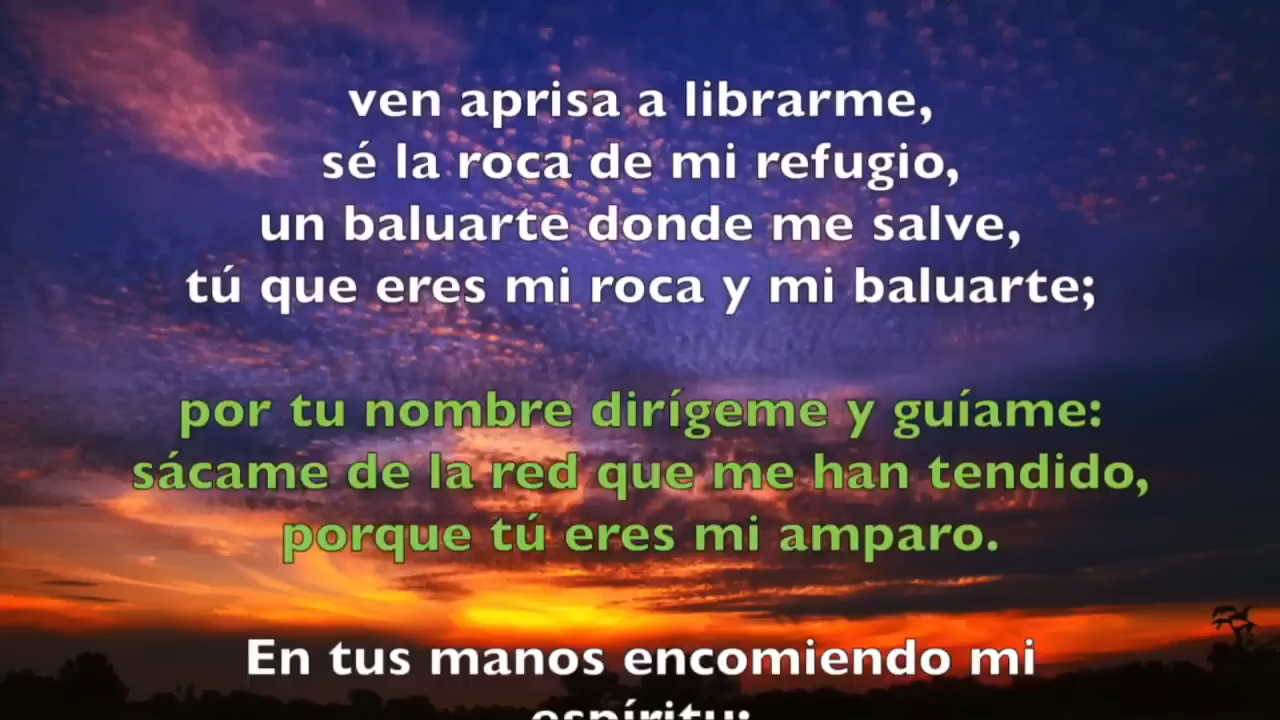 ven aprisa a librarme,
sé la roca de mi refugio,
un baluarte donde me salve,
tú que eres mi roca y mi baluarte;
por tu nombre dirígeme y guíame:
sácame de la red que me han tendido,
porque tú eres mi amparo.
En tus manos encomiendo mi
espíritu: